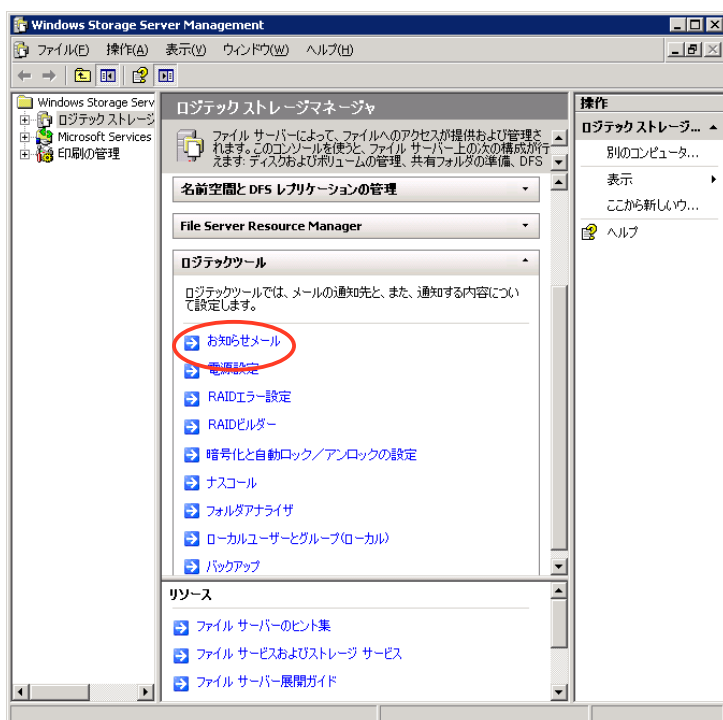 Windows Storage Server Management
ファイル(F) 操作(A) 表示(V) ウィンドウ(W) ヘルプ(H)
Windows Storage Serv
ロジテック ストレージ
Microsoft Services
印刷の管理
ロジテック ストレージマネージャ
ファイル サーバーによって、ファイルへのアクセスが提供および管理さ
れます。このコンソールを使うと、ファイル サーバー上の次の構成が行
えます: ディスクおよびボリュームの管理、共有フォルダの準備、DFS
名前空間と DFS レプリケーションの管理
File Server Resource Manager
ロジテックツール
ロジテックツールでは、メールの通知先と、また、通知する内容につい
て設定します。
お知らせメール
電源設定
RAIDエラー設定
RAIDビルダー
暗号化と自動ロック／アンロックの設定
ナスコール
フォルダアナライザ
ローカルユーザーとグループ(ローカル)
バックアップ
リソース
ファイル サーバーのヒント集
ファイル サービスおよびストレージ サービス
ファイル サーバー展開ガイド
操作
ロジテック ストレージ...
別のコンピュータ...
表示
ここから新しいウ...
ヘルプ